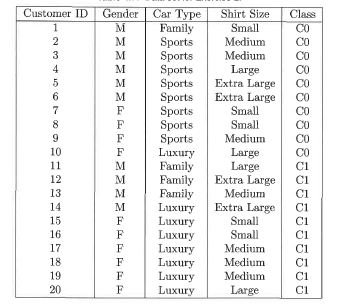 Customer ID Gender Car Type Shirt Size Class
1 M Family Small C0
2 M Sports Medium C0
3 M Sports Medium C0
4 M Sports Large C0
5 M Sports Extra Large C0
6 M Sports Extra Large C0
7 F Sports Small C0
8 F Sports Small C0
9 F Sports Medium C0
10 F Luxury Large C0
11 M Family Large C1
12 M Family Extra Large C1
13 M Family Medium C1
14 M Luxury Extra Large C1
15 F Luxury Small C1
16 F Luxury Small C1
17 F Luxury Medium C1
18 F Luxury Medium C1
19 F Luxury Medium C1
20 F Luxury Large C1